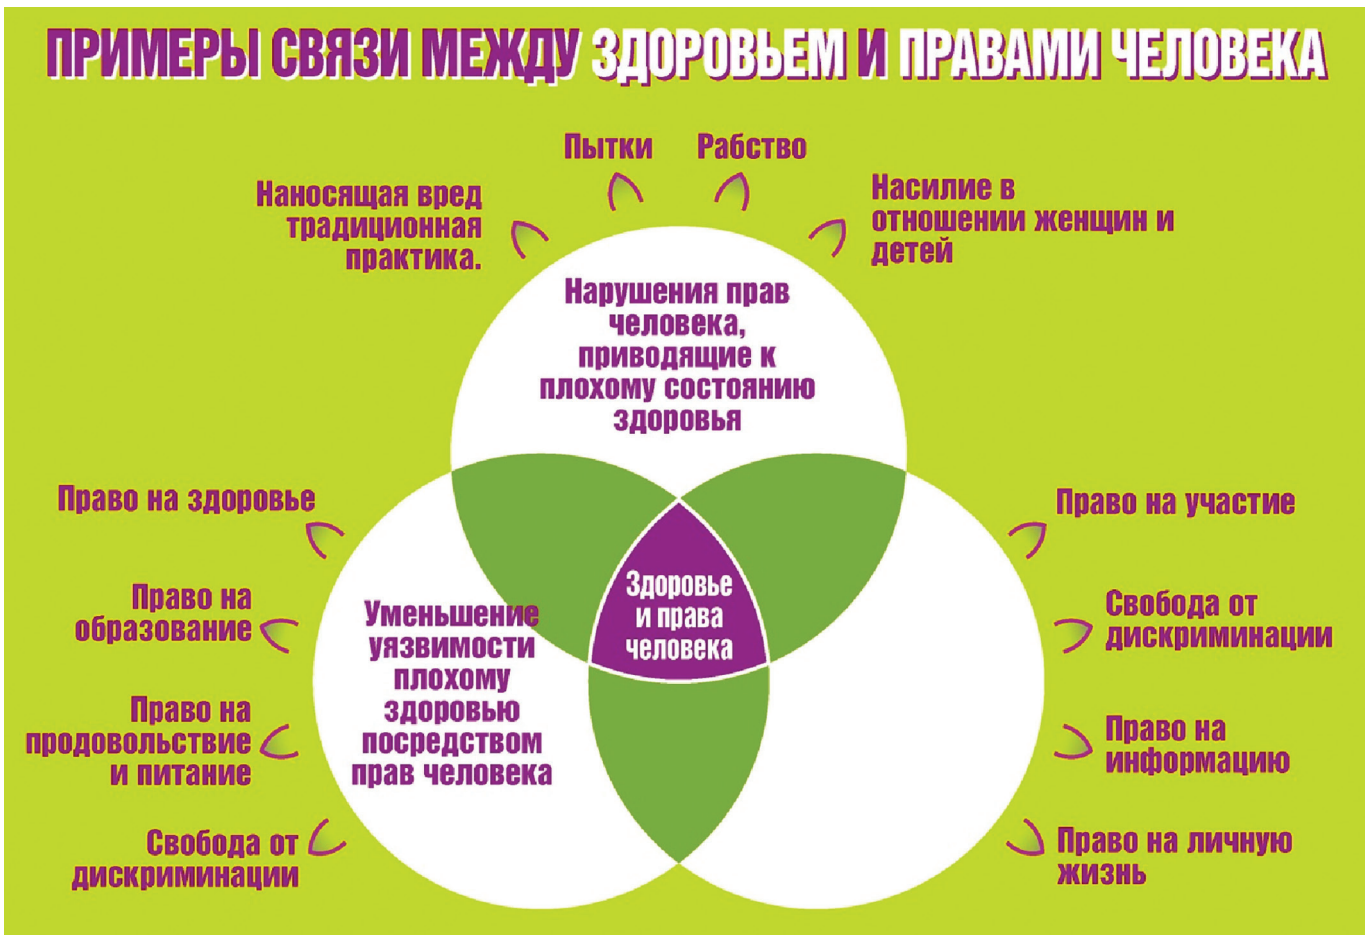 ПРИМЕРЫ СВЯЗИ МЕЖДУ ЗДОРОВЬЕМ И ПРАВАМИ ЧЕЛОВЕКА
Пытки
Рабство
Наносящая вред
традиционная
практика.
Насилие в
отношении женщин и
детей
Нарушения прав
человека,
приводящие к
плохому состоянию
здоровья
Право на здоровье
Право на
образование
Право на
продовольствие
и питание
Свобода от
дискриминации
Уменьшение
уязвимости
плохому
здоровью
посредством
прав человека
Здоровье
и права
человека
Право на участие
Свобода от
дискриминации
Право на
информацию
Право на личную
жизнь